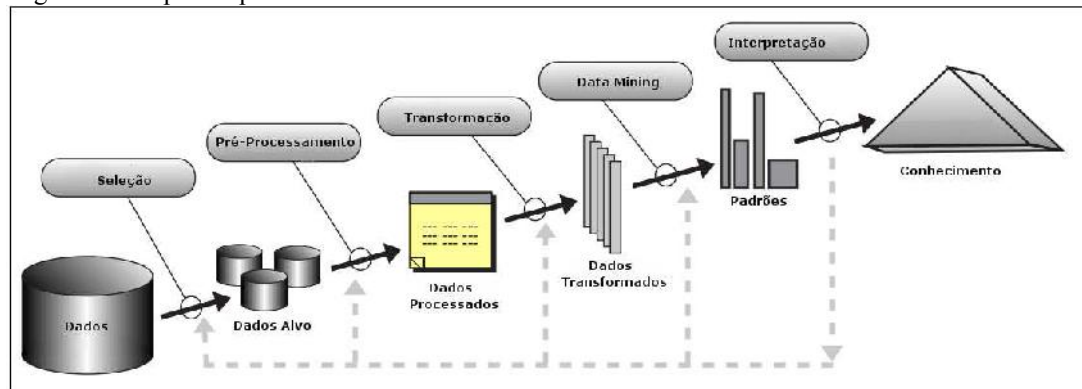 Interpretação
Data Mining
Transformação
Pré-Processamento
Seleção
Dados
Dados Alvo
Dados
Processados
Dados
Transformados
Padrões
Conhecimento